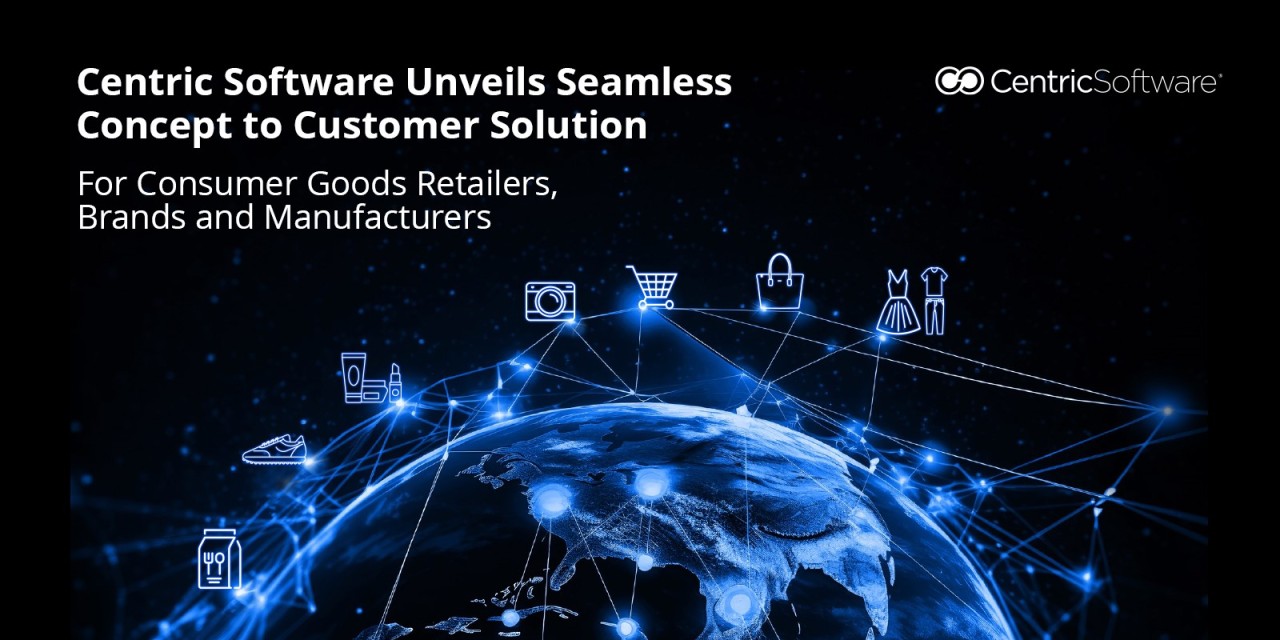 Centric Software Unveils Seamless
Concept to Customer Solution
CentricSoftware
For Consumer Goods Retailers,
Brands and Manufacturers